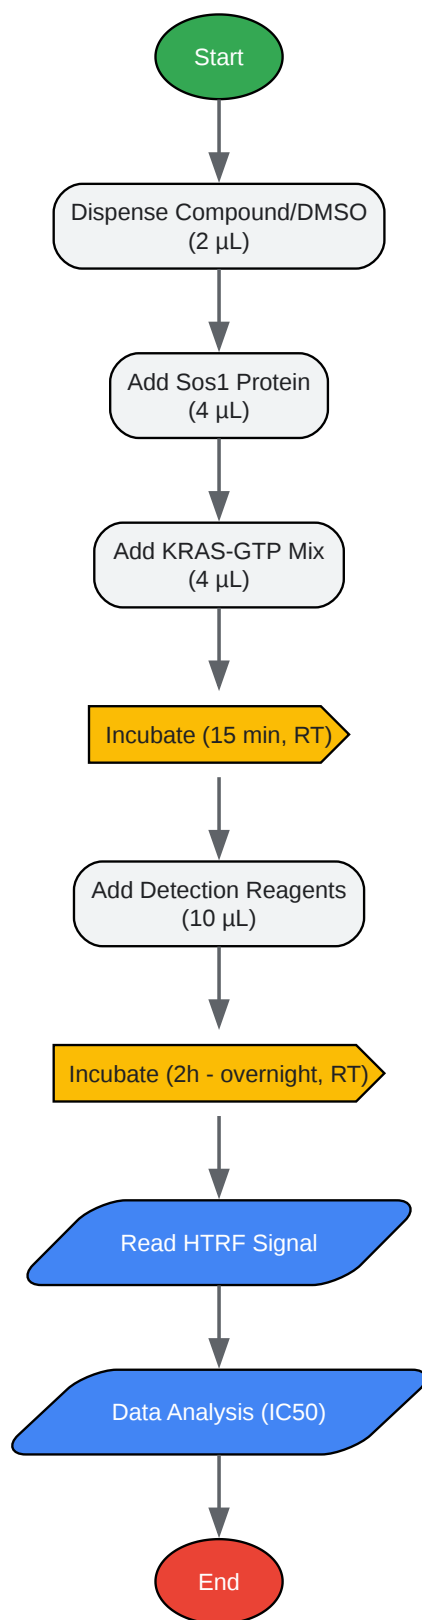 Start
Dispense Compound/DMSO
(2 µL)
Add Sos1 Protein
(4 µL)
Add KRAS-GTP Mix
(4 µL)
Incubate (15 min, RT)
Add Detection Reagents
(10 µL)
Incubate (2h - overnight, RT)
Read HTRF Signal
Data Analysis (IC50)
End